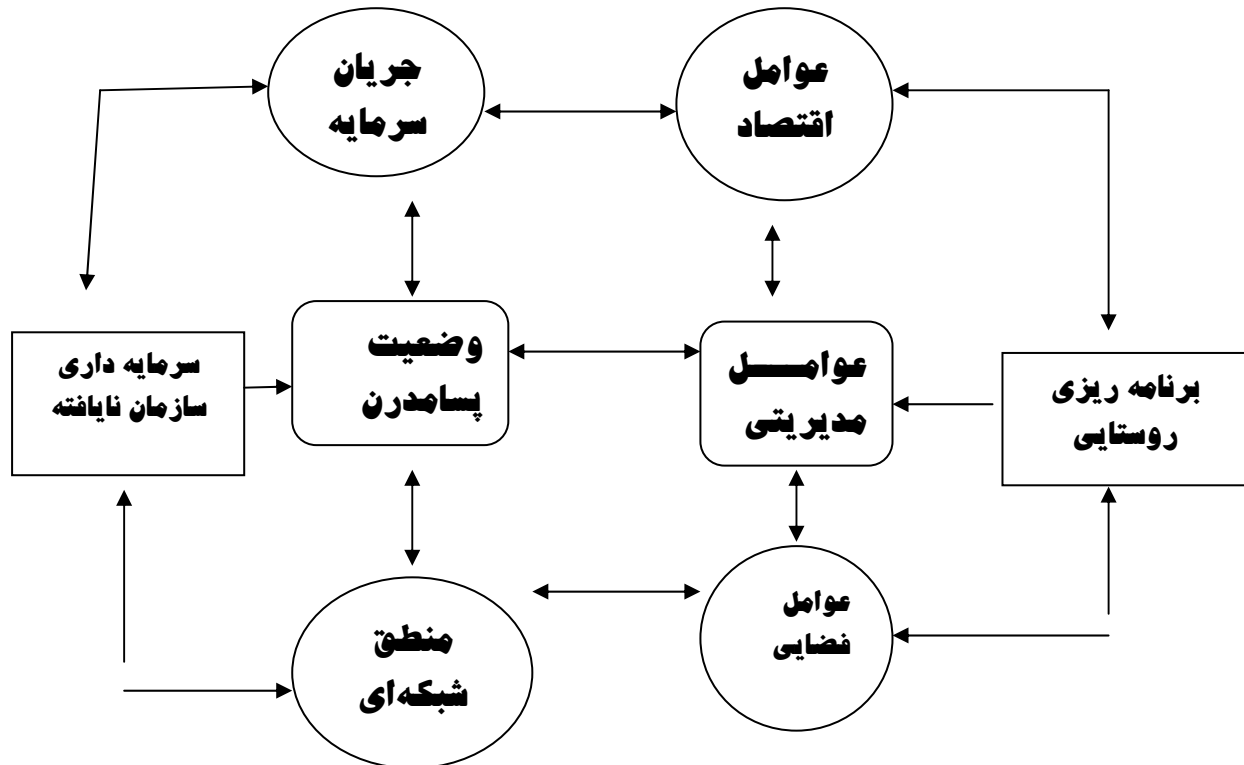 عوامل
اقتصاد
جریان
سرمایه
برنامه ریزی
روستایی
عوامـــــل
مدیریتی
وضعیت
پسامدرن
سرمایه داری
سازمان نایافته
عوامل
فضایی
منطق
شبکه‌ای